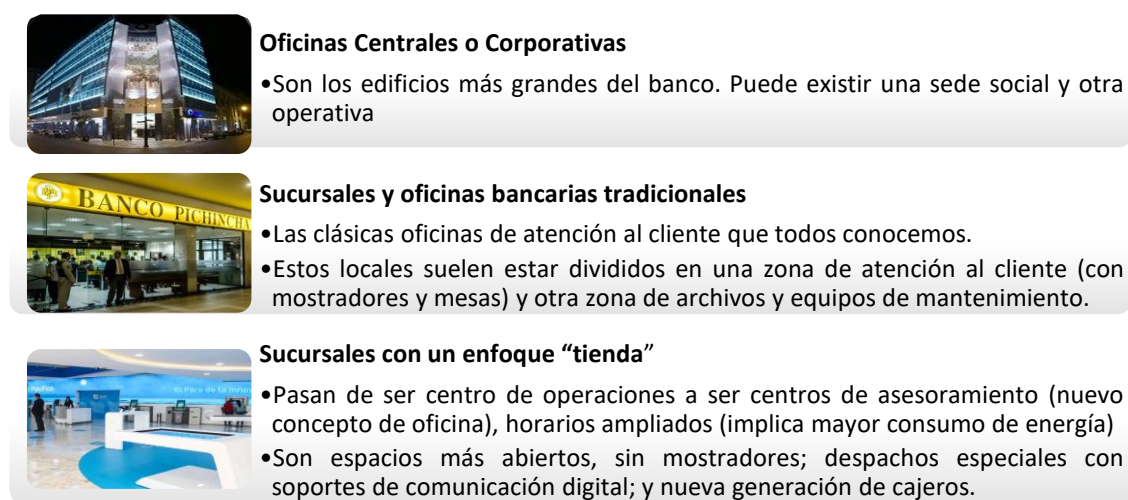 Oficinas Centrales o Corporativas
•Son los edificios más grandes del banco. Puede existir una sede social y otra
operativa
BANCO PICHINCHA
Sucursales y oficinas bancarias tradicionales
•Las clásicas oficinas de atención al cliente que todos conocemos.
•Estos locales suelen estar divididos en una zona de atención al cliente (con
mostradores y mesas) y otra zona de archivos y equipos de mantenimiento.
Sucursales con un enfoque “tienda”
•Pasan de ser centro de operaciones a ser centros de asesoramiento (nuevo
concepto de oficina), horarios ampliados (implica mayor consumo de energía)
•Son espacios más abiertos, sin mostradores; despachos especiales con
soportes de comunicación digital; y nueva generación de cajeros.